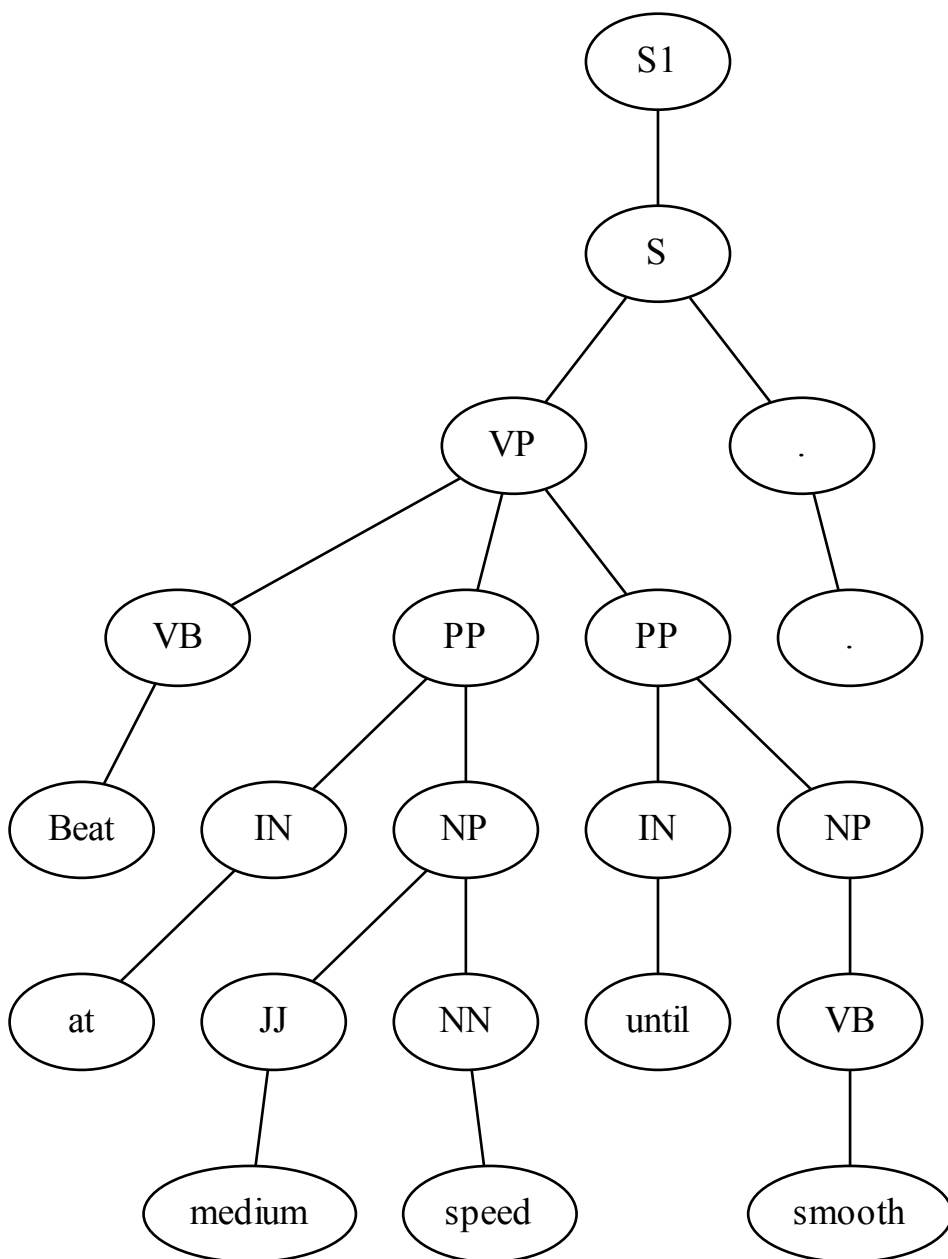 S1
S
VP .
VB PP PP .
Beat IN NP IN NP
at JJ NN until VB
medium speed smooth